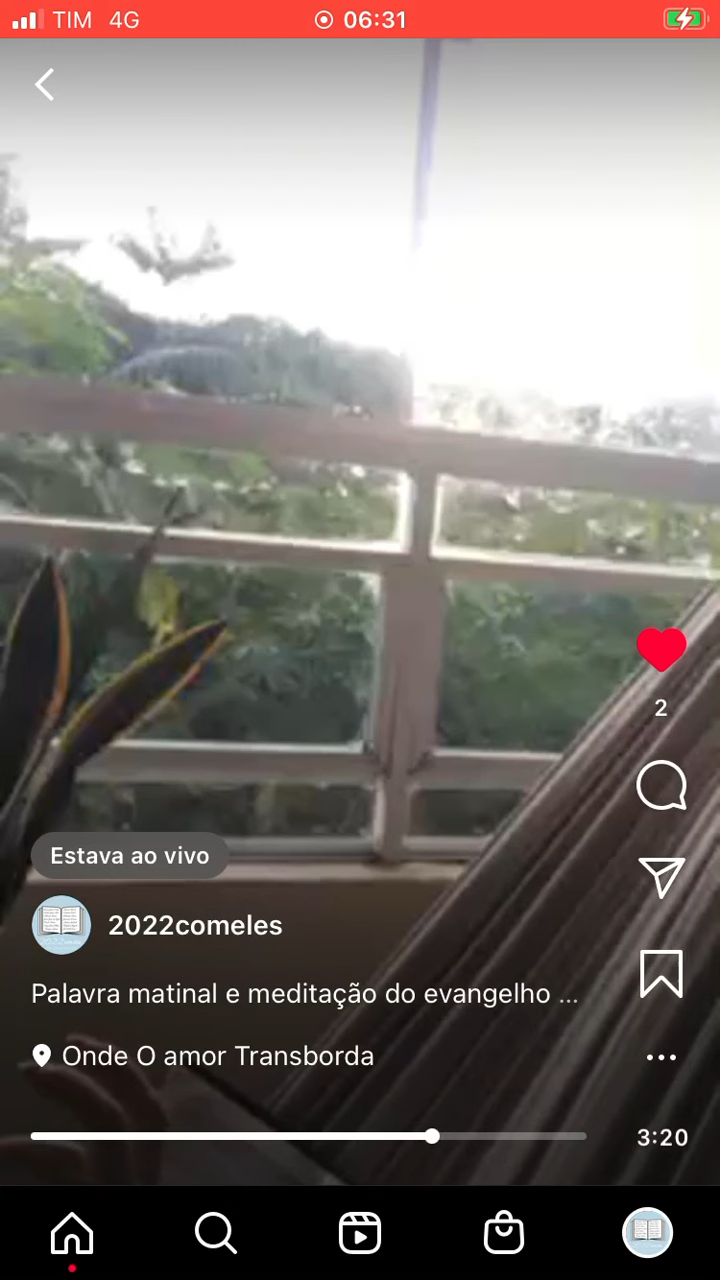 TIM 4G 06:31
Estava ao vivo
2022comeles
Palavra matinal e meditação do evangelho ...
Onde O amor Transborda
2
3:20